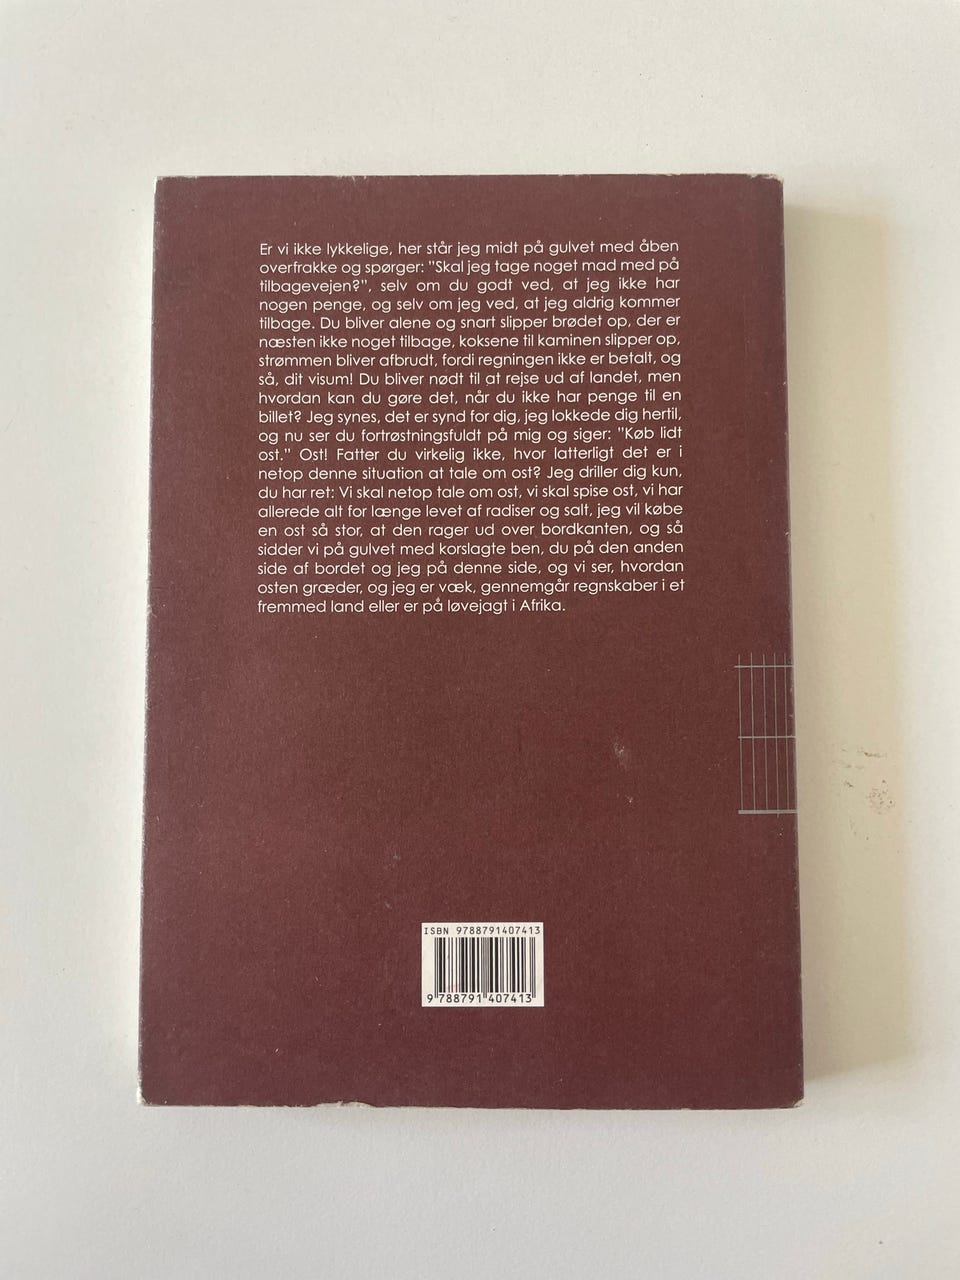 Er vi ikke lykkelige, her står jeg midt på gulvet med åben
overfrakke og spørger: ”Skal jeg tage noget mad med på
tilbagevejen?”, selv om du godt ved, at jeg ikke har
nogen penge, og selv om jeg ved, at jeg aldrig kommer
tilbage. Du bliver alene og snart slipper brødet op, der er
næsten ikke noget tilbage, koksene til kaminen slipper op,
strømmen bliver afbrudt, fordi regningen ikke er betalt, og
så, dit visum! Du bliver nødt til at rejse ud af landet, men
hvordan kan du gøre det, når du ikke har penge til en
billet? Jeg synes, det er synd for dig, jeg lokkede dig hertil,
og nu ser du fortrøstningsfuldt på mig og siger: ”Køb lidt
ost.” Ost! Fatter du virkelig ikke, hvor latterligt det er i
netop denne situation at tale om ost? Jeg driller dig kun,
du har ret: Vi skal netop tale om ost, vi skal spise ost, vi har
allerede alt for længe levet af radiser og salt, jeg vil købe
en ost så stor, at den rager ud over bordkanten, og så
sidder vi på gulvet med korslagte ben, du på den anden
side af bordet og jeg på denne side, og vi ser, hvordan
osten græder, og jeg er væk, gennemgår regnskaber i et
fremmed land eller er på løvejagt i Afrika.
ISBN 9788791407413
9 788791 407413